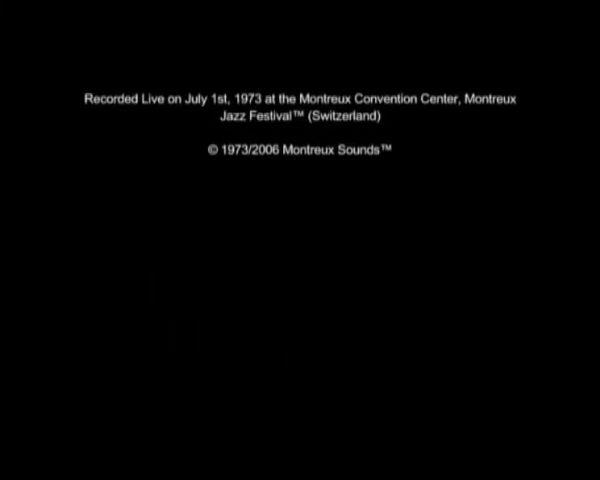 Recorded Live on July 1st, 1973 at the Montreux Convention Center, Montreux
Jazz Festival™ (Switzerland)
© 1973/2006 Montreux Sounds™